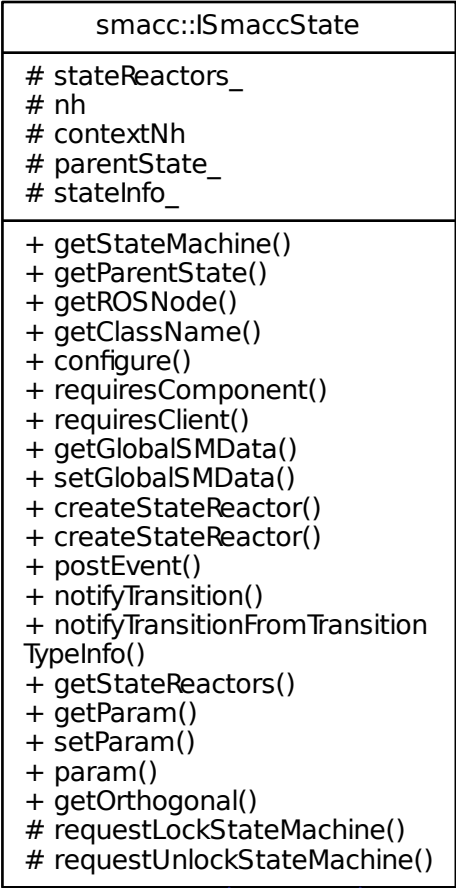 smacc::ISmaccState
# stateReactors_
# nh
# contextNh
# parentState_
# stateInfo_
+ getStateMachine()
+ getParentState()
+ getROSNode()
+ getClassName()
+ configure()
+ requiresComponent()
+ requiresClient()
+ getGlobalSMData()
+ setGlobalSMData()
+ createStateReactor()
+ createStateReactor()
+ postEvent()
+ notifyTransition()
+ notifyTransitionFromTransition
TypeInfo()
+ getStateReactors()
+ getParam()
+ setParam()
+ param()
+ getOrthogonal()
# requestLockStateMachine()
# requestUnlockStateMachine()